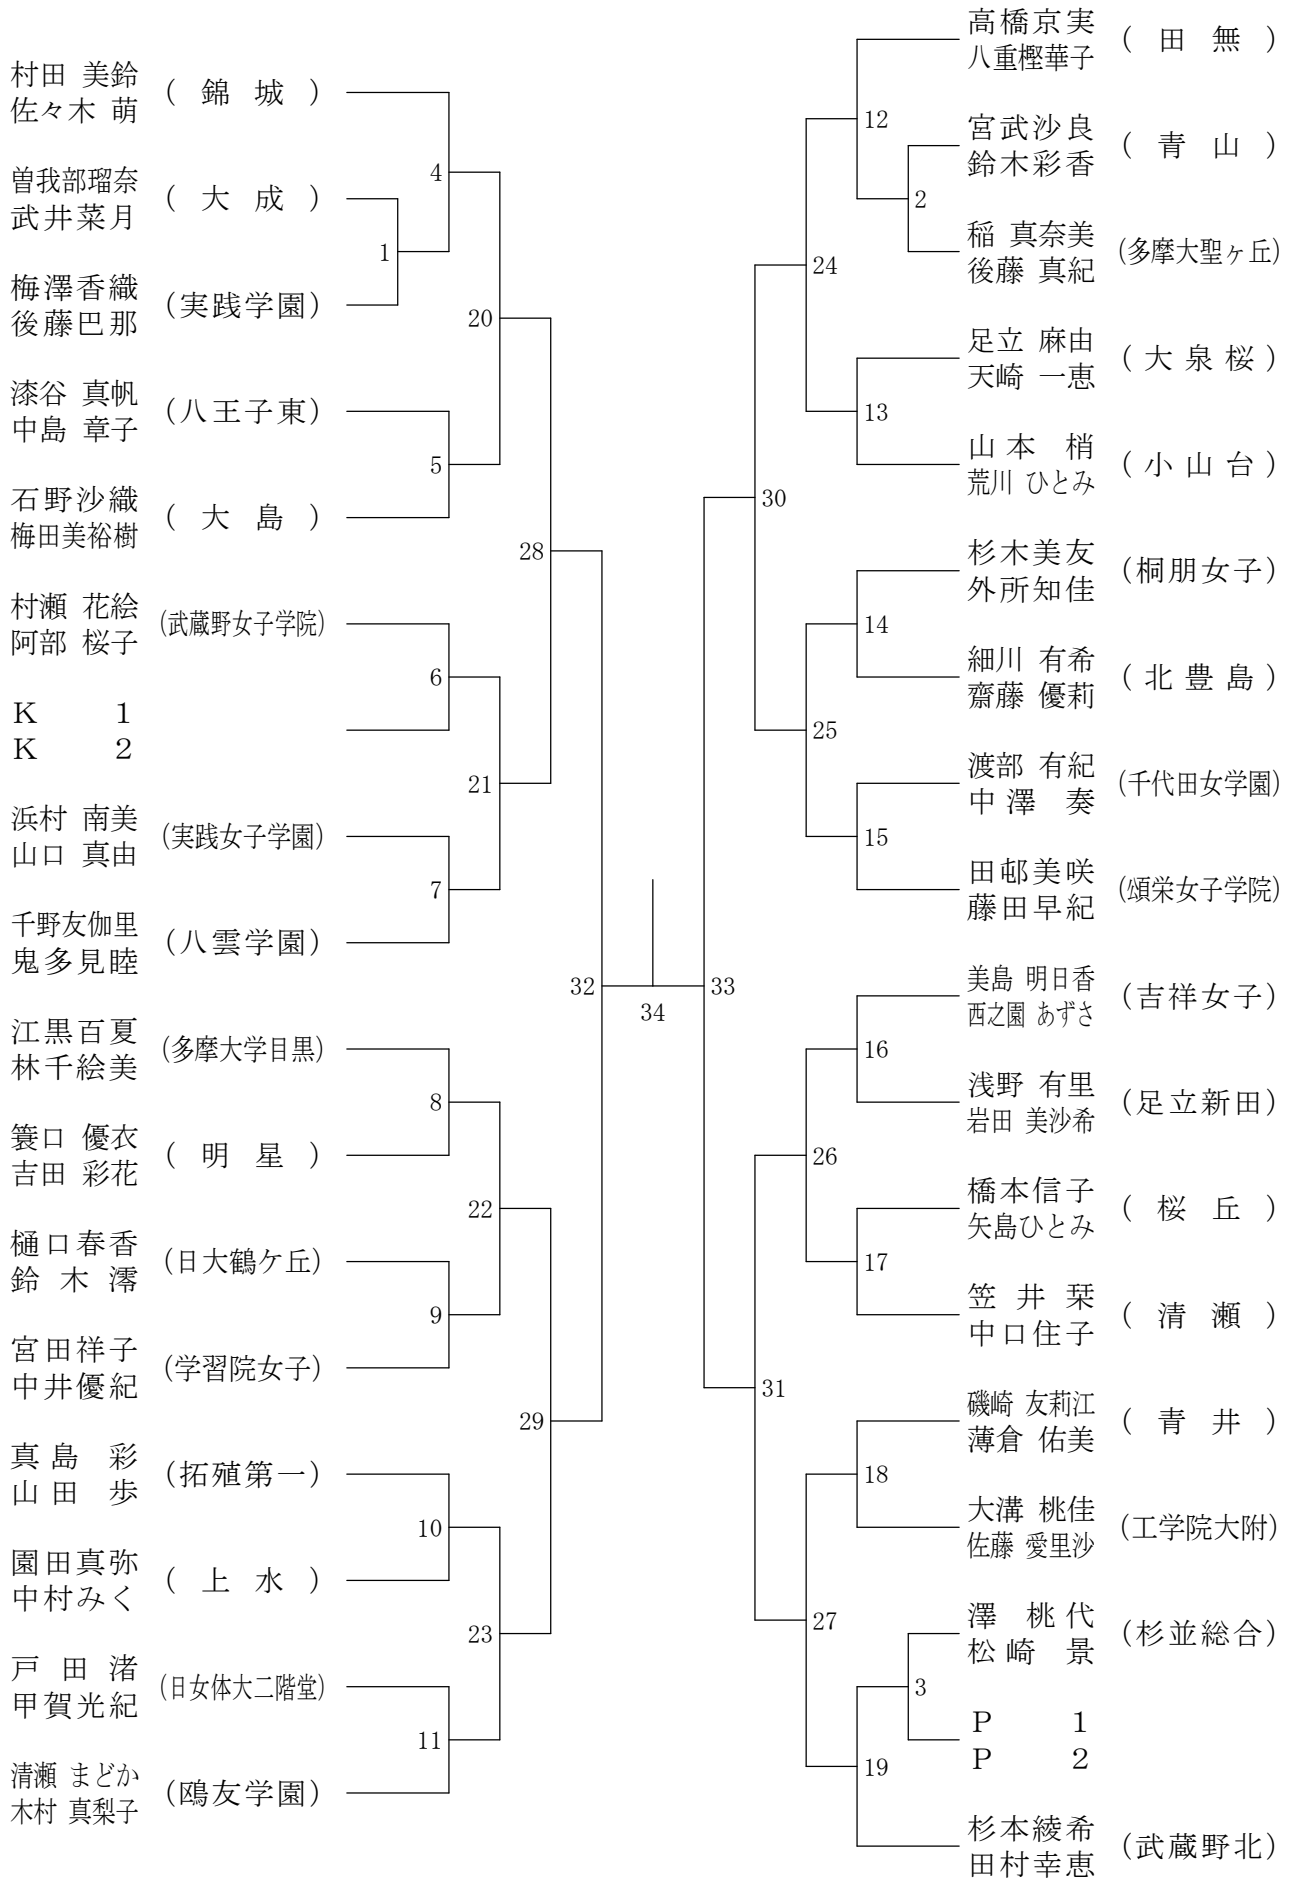 村田 美鈴
佐々木 萌
(錦城)
曽我部瑠奈
武井菜月
(大成)
梅澤香織
後藤巴那
(実践学園)
漆谷 真帆
中島 章子
(八王子東)
石野沙織
梅田美裕樹
(大島)
村瀬 花絵
阿部 桜子
(武蔵野女子学院)
K 1
K 2
浜村 南美
山口 真由
(実践女子学園)
千野友伽里
鬼多見睦
(八雲学園)
江黒百夏
林千絵美
(多摩大学目黒)
簑口 優衣
吉田 彩花
(明星)
樋口春香
鈴木澪
(日大鶴ケ丘)
宮田祥子
中井優紀
(学習院女子)
真島 彩
山田 歩
(拓殖第一)
園田真弥
中村みく
(上水)
戸田渚
甲賀光紀
(日女体大二階堂)
清瀬 まどか
木村 真梨子
(鴎友学園)
4
1
20
5
28
6
21
7
32
8
22
9
29
10
23
11
34
33
12
2
24
13
30
14
25
15
16
26
17
31
18
27
3
19
高橋京実
八重樫華子
(田無)
宮武沙良
鈴木彩香
(青山)
稲 真奈美
後藤 真紀
(多摩大聖ヶ丘)
足立 麻由
天崎 一恵
(大泉桜)
山本 梢
荒川 ひとみ
(小山台)
杉木美友
外所知佳
(桐朋女子)
細川 有希
齋藤 優莉
(北豊島)
渡部 有紀
中澤 奏
(千代田女学園)
田邨美咲
藤田早紀
(頌栄女子学院)
美島 明日香
西之園 あずさ
(吉祥女子)
浅野 有里
岩田 美沙希
(足立新田)
橋本信子
矢島ひとみ
(桜丘)
笠井栞
中口住子
(清瀬)
磯崎 友莉江
薄倉 佑美
(青井)
大溝 桃佳
佐藤 愛里沙
(工学院大附)
澤 桃代
松崎 景
(杉並総合)
P 1
P 2
杉本綾希
田村幸恵
(武蔵野北)